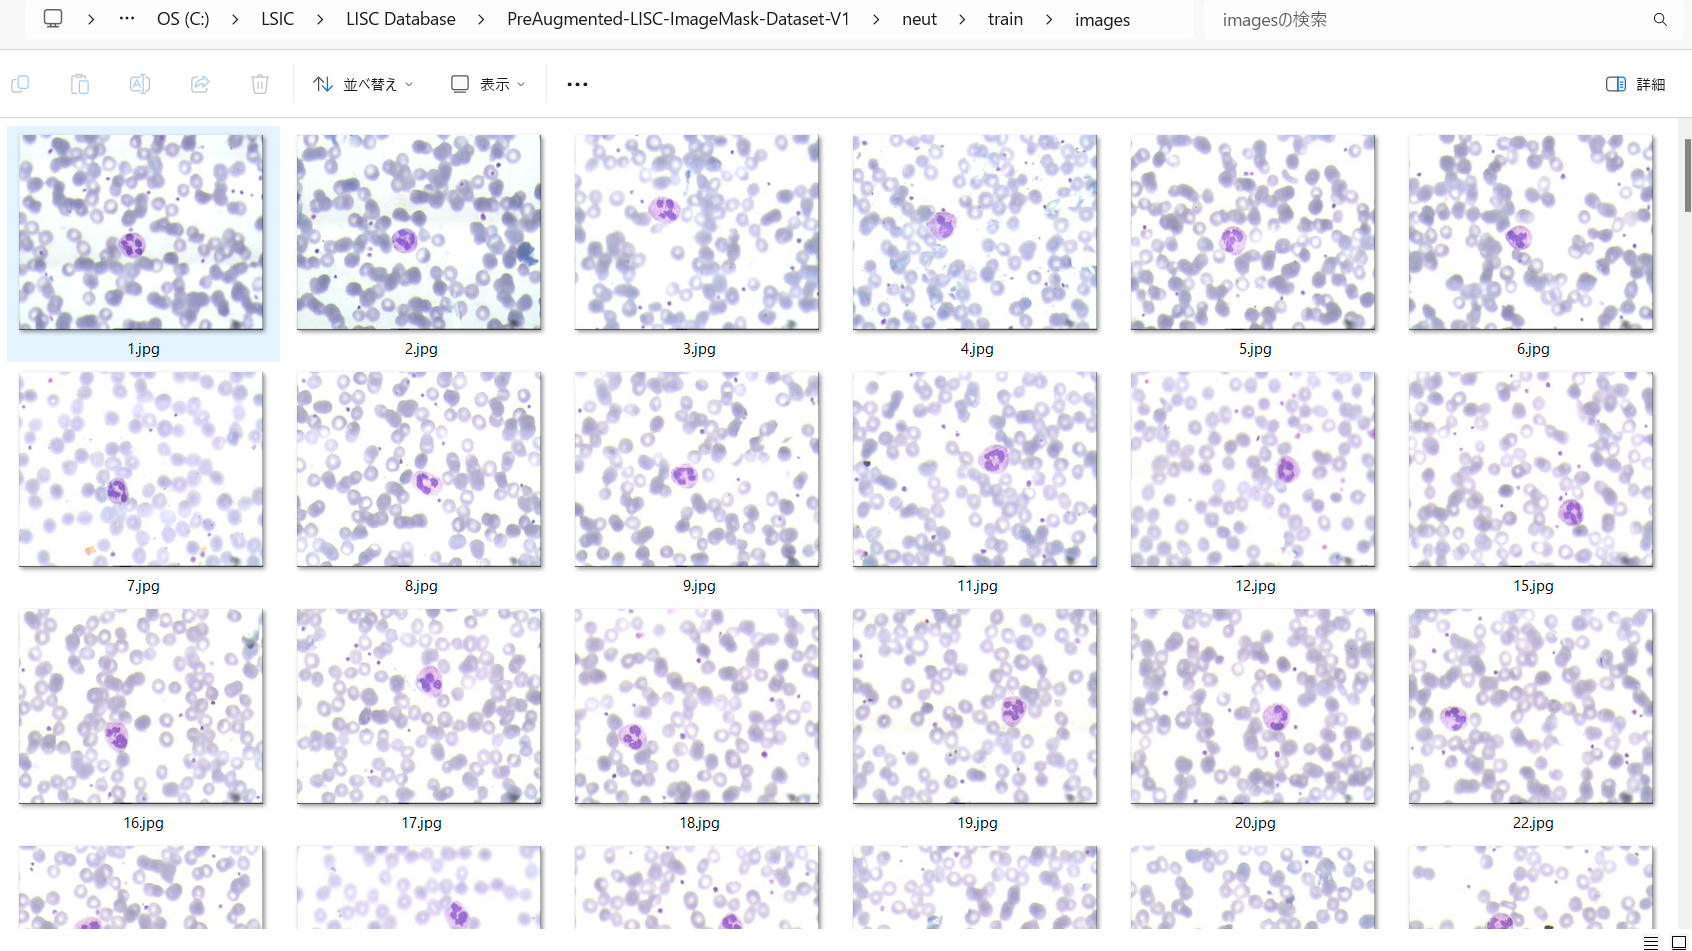 OS (C:) LSIC LISC Database PreAugmented-LISC-ImageMask-Dataset-V1 neut train images imagesの検索
並べ替え 表示 詳細
1.jpg 2.jpg 3.jpg 4.jpg 5.jpg 6.jpg
7.jpg 8.jpg 9.jpg 11.jpg 12.jpg 15.jpg
16.jpg 17.jpg 18.jpg 19.jpg 20.jpg 22.jpg